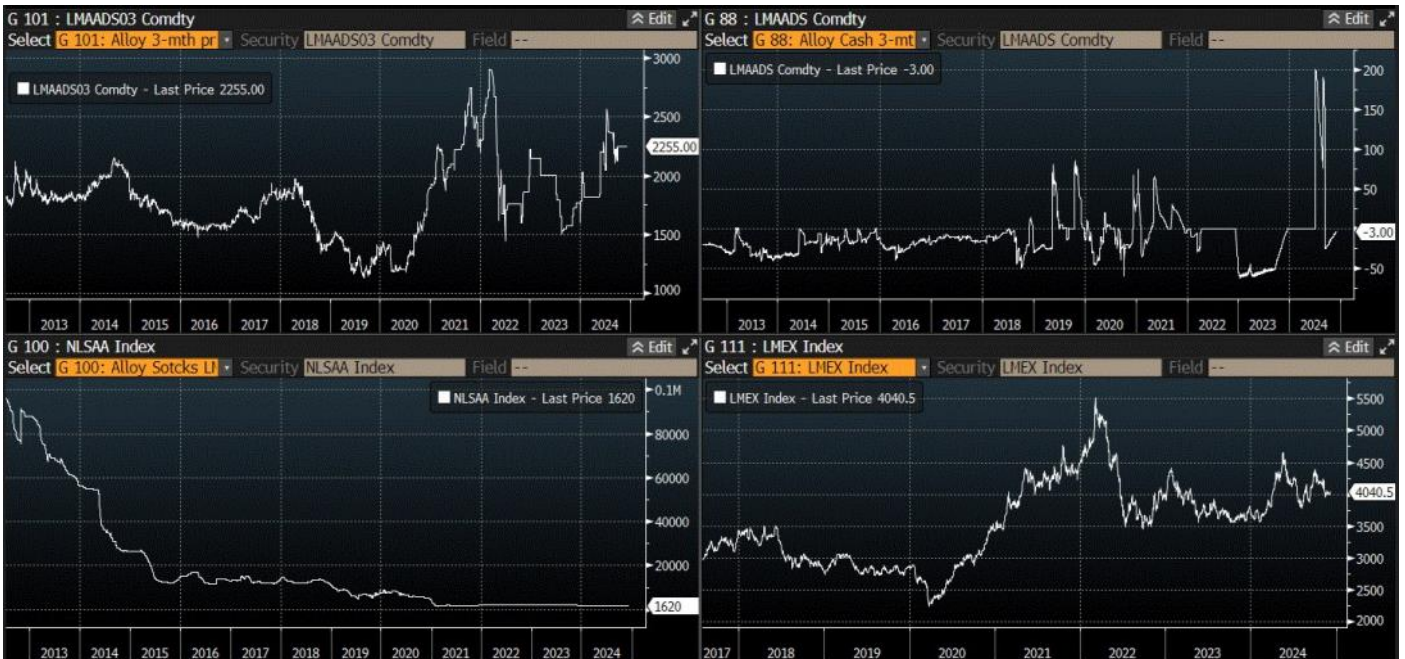 G 101 : LMAADS03 Comdty
Edit
Select G 101: Alloy 3-mth pr Security LMAADS03 Comdty Field --
LMAADS03 Comdty - Last Price 2255.00
3000
2500
2255.00
2000
1500
1000
2013 2014 2015 2016 2017 2018 2019 2020 2021 2022 2023 2024
G 88 : LMAADS Comdty
Edit
Select G 88: Alloy Cash 3-mt Security LMAADS Comdty Field --
LMAADS Comdty - Last Price -3.00
200
150
100
50
-3.00
-50
2013 2014 2015 2016 2017 2018 2019 2020 2021 2022 2023 2024
G 100 : NLSAA Index
Edit
Select G 100: Alloy Sotcks LM Security NLSAA Index Field --
NLSAA Index - Last Price 1620
0.1M
80000
60000
40000
20000
1620
2013 2014 2015 2016 2017 2018 2019 2020 2021 2022 2023 2024
G 111 : LMEX Index
Edit
Select G 111: LMEX Index Security LMEX Index Field --
LMEX Index - Last Price 4040.5
5500
5000
4500
4040.5
3500
3000
2500
2000
2017 2018 2019 2020 2021 2022 2023 2024